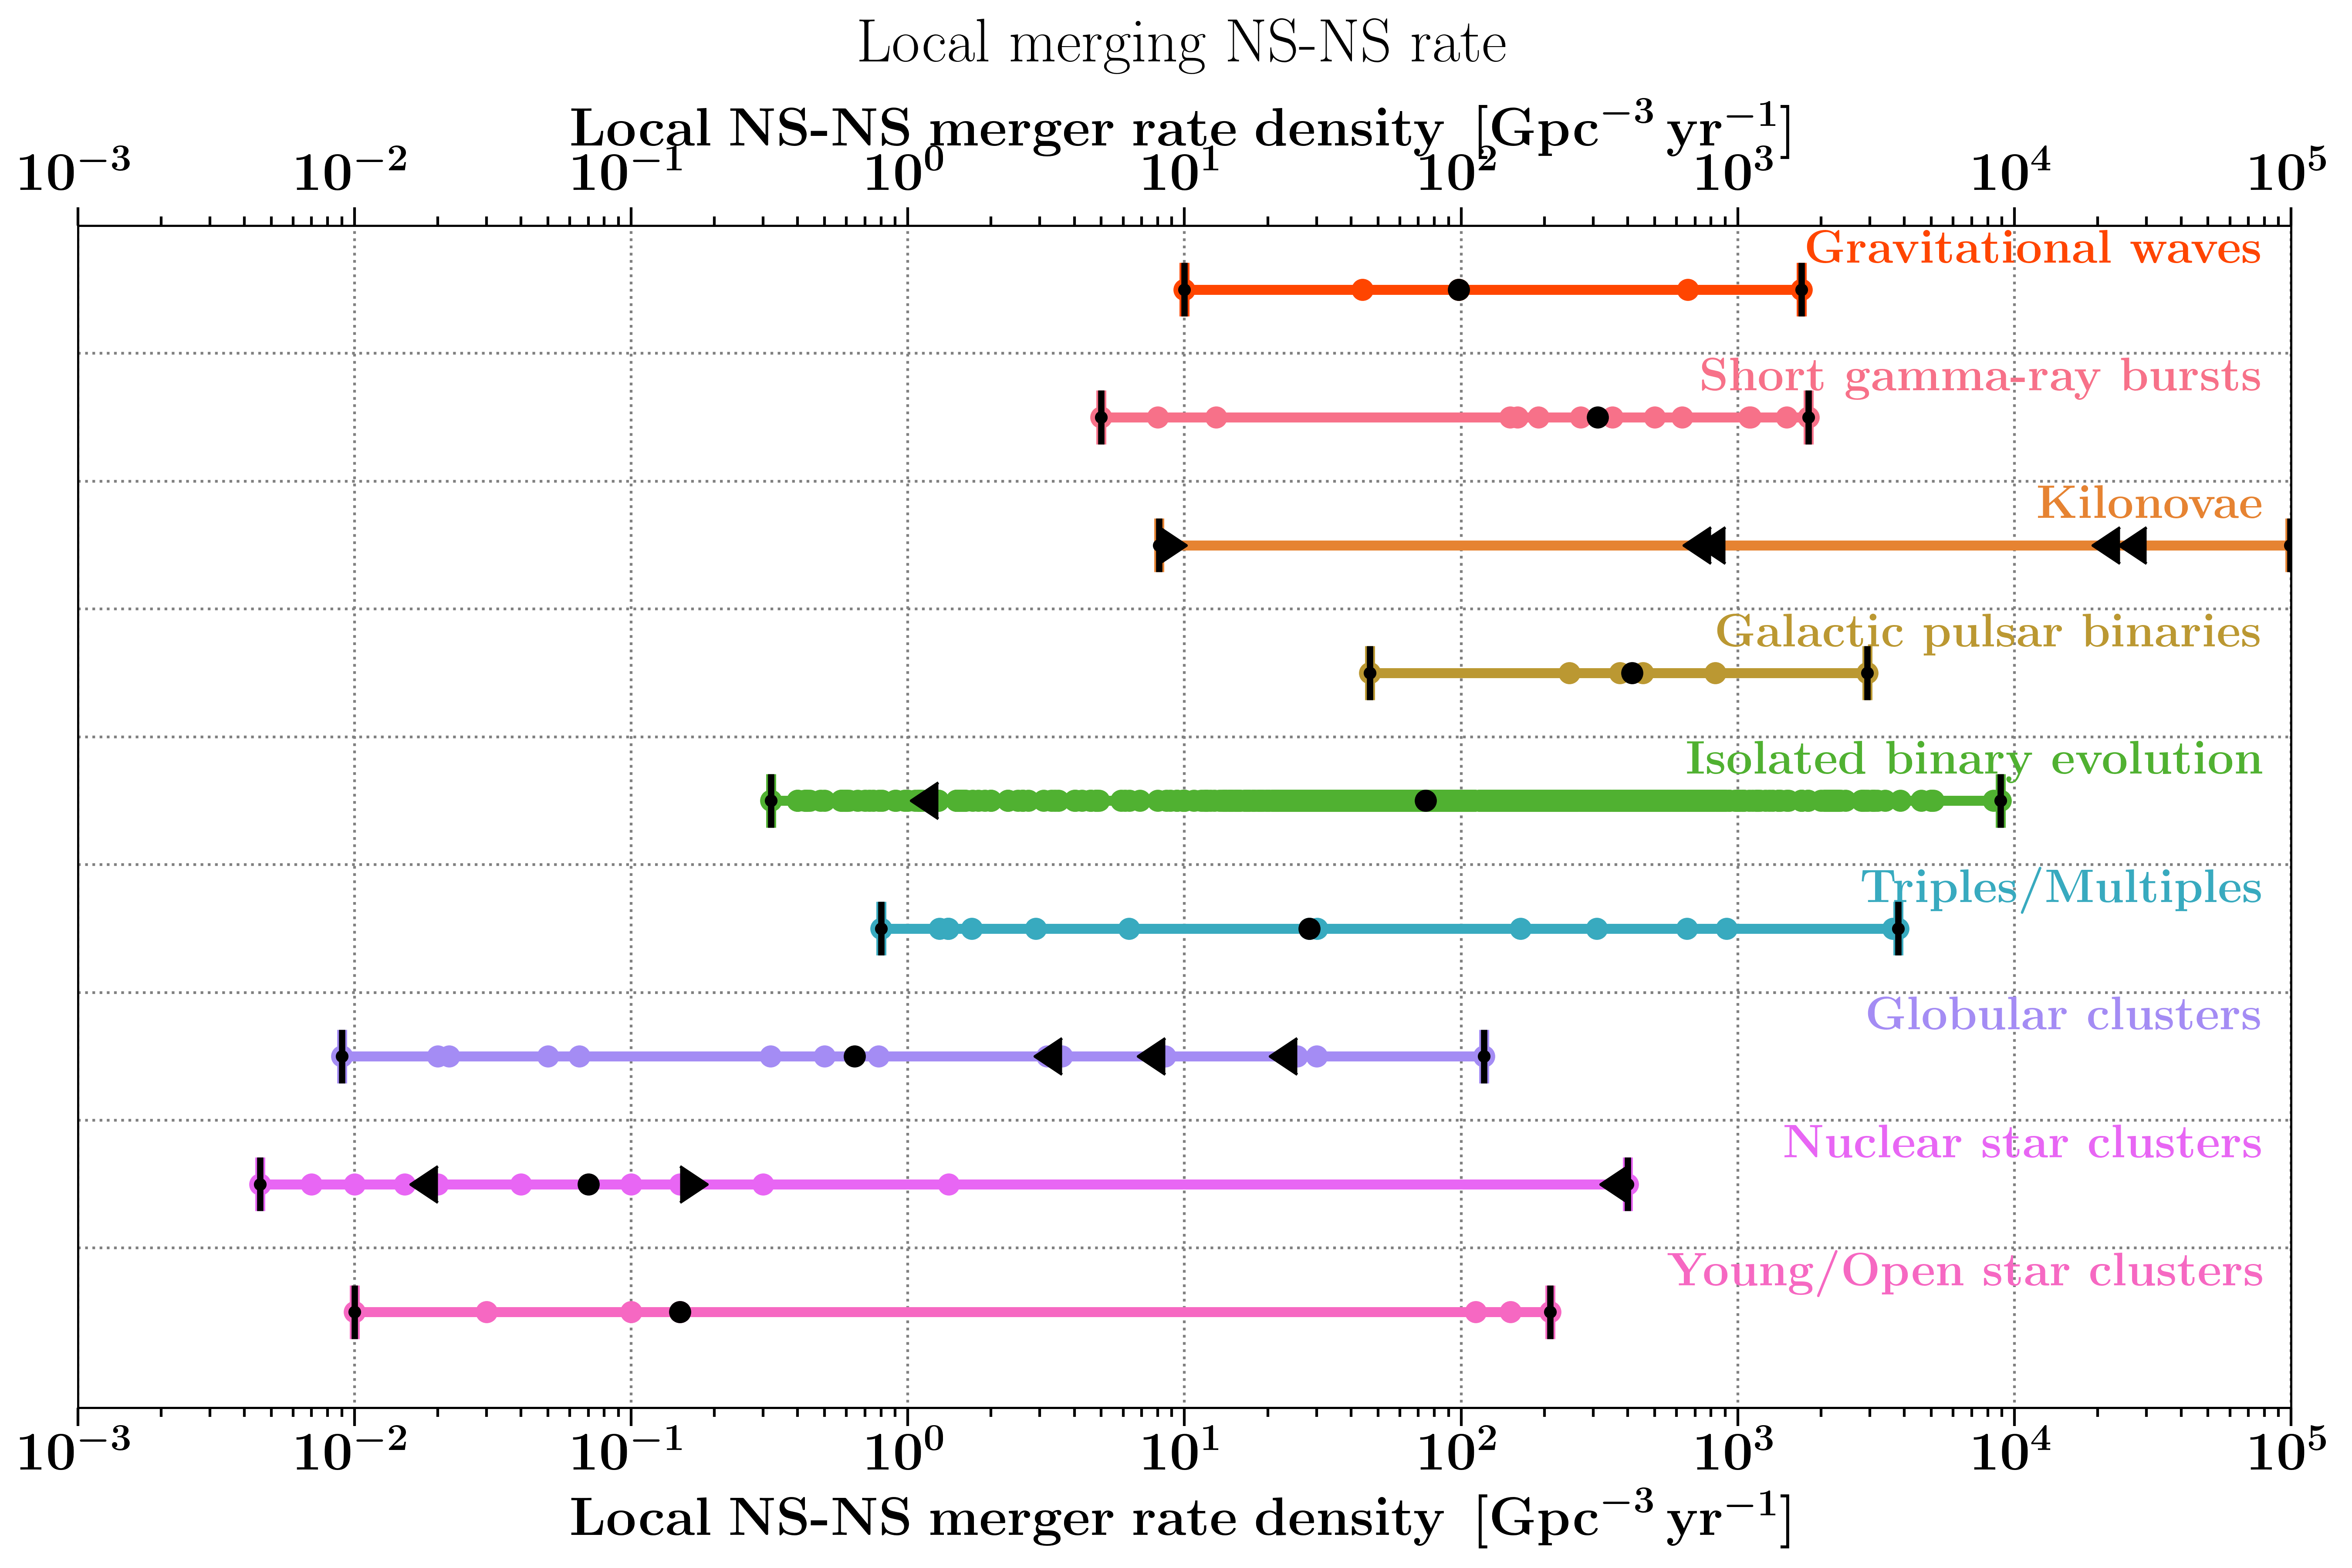 Local merging NS-NS rate
Local NS-NS merger rate density [Gpc⁻³ yr⁻¹]
10⁻³ 10⁻² 10⁻¹ 10⁰ 10¹ 10² 10³ 10⁴ 10⁵
Gravitational waves
Short gamma-ray bursts
Kilonovae
Galactic pulsar binaries
Isolated binary evolution
Triples/Multiples
Globular clusters
Nuclear star clusters
Young/Open star clusters
10⁻³ 10⁻² 10⁻¹ 10⁰ 10¹ 10² 10³ 10⁴ 10⁵
Local NS-NS merger rate density [Gpc⁻³ yr⁻¹]